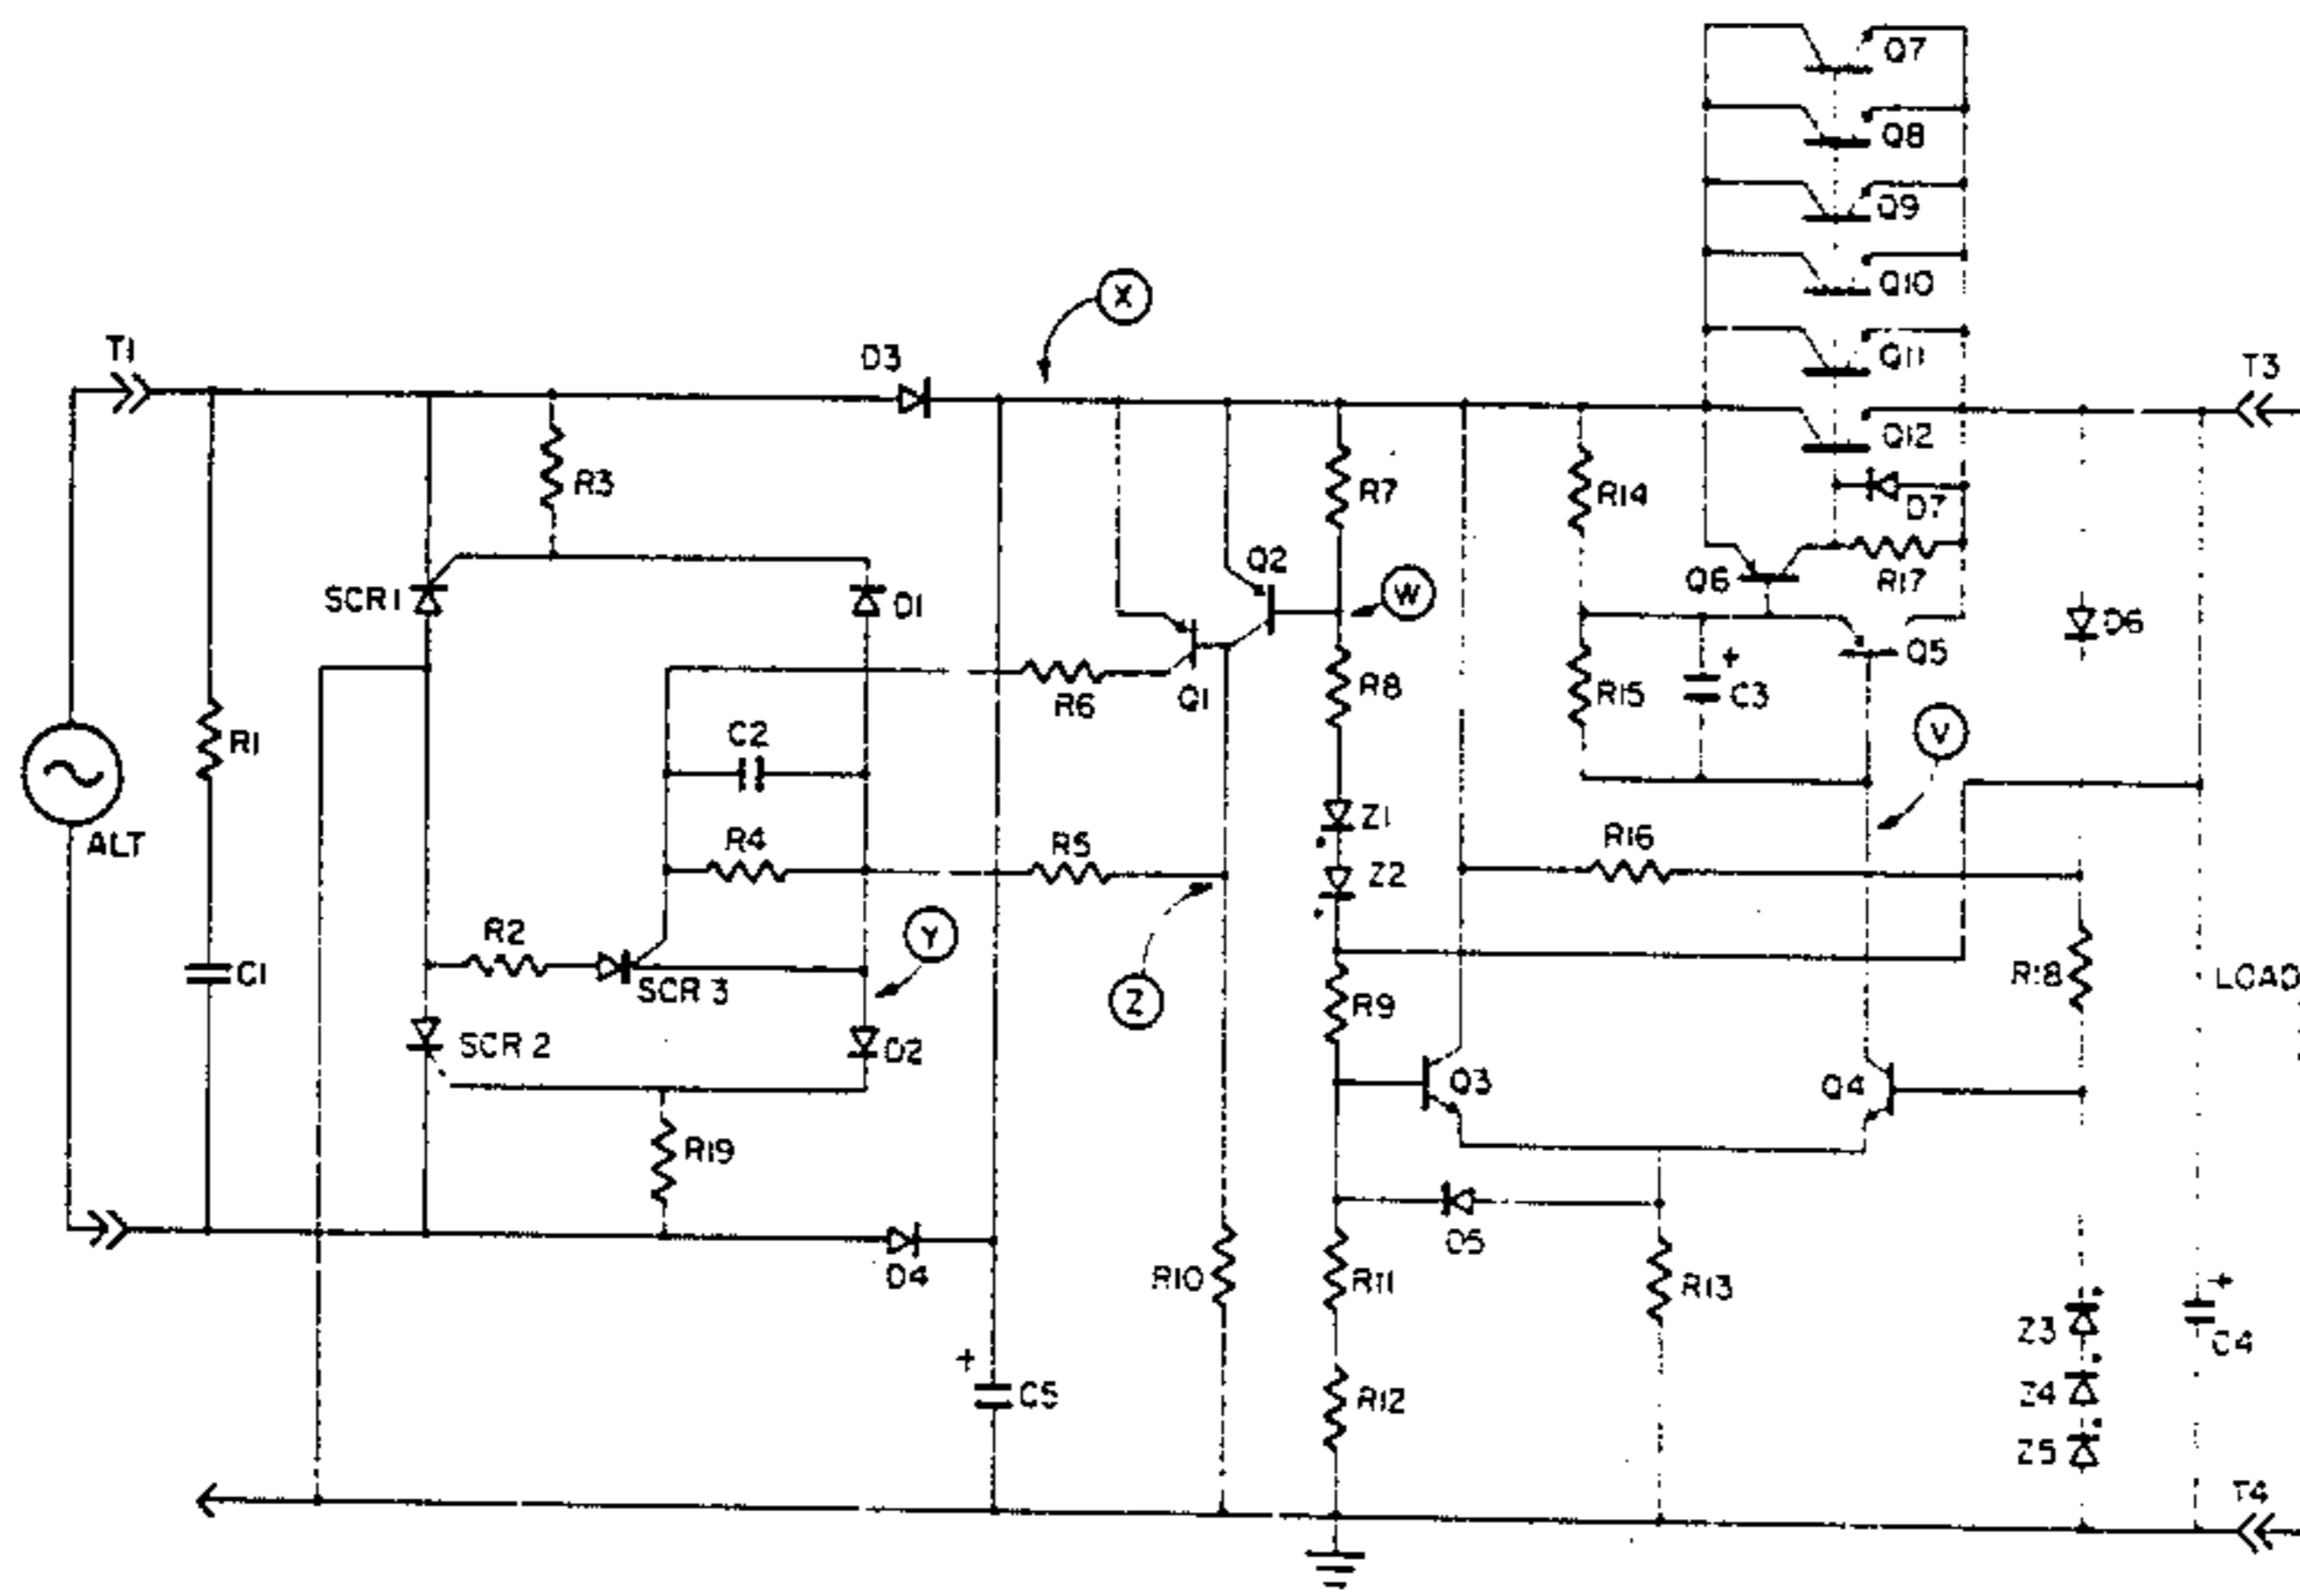 Q7
Q8
Q9
Q10
Q11
Q12
X
T1
D3
T3
R3
R7
R14
D7
Q2
Q6
R17
W
SCR1
D1
D6
Q5
R6
Q1
R8
R15
+
C3
R1
C2
V
ALT
Z1
R4
R5
R16
Z2
R2
Y
C1
SCR 3
Z
R9
R18
LOAD
SCR 2
D2
Q3
Q4
R19
D5
D4
R10
R11
R13
+
Z3
C4
+
C5
R12
Z4
Z5
T4